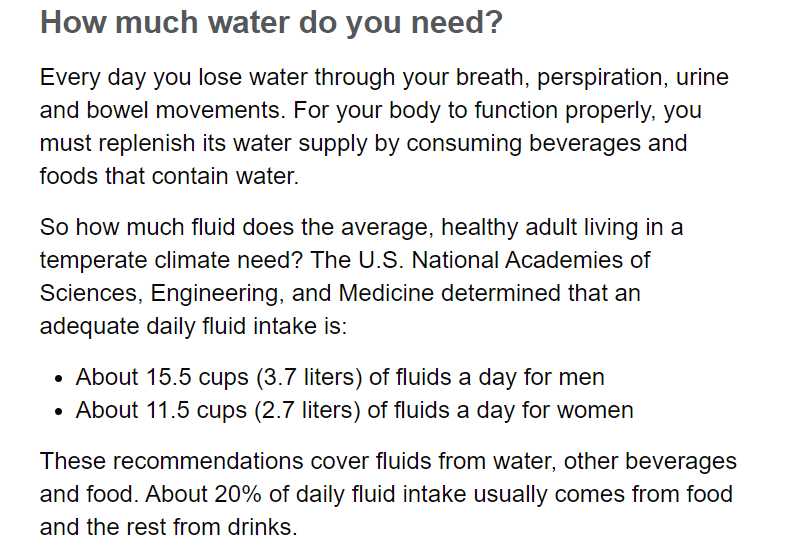 How much water do you need?
Every day you lose water through your breath, perspiration, urine
and bowel movements. For your body to function properly, you
must replenish its water supply by consuming beverages and
foods that contain water.
So how much fluid does the average, healthy adult living in a
temperate climate need? The U.S. National Academies of
Sciences, Engineering, and Medicine determined that an
adequate daily fluid intake is:
• About 15.5 cups (3.7 liters) of fluids a day for men
• About 11.5 cups (2.7 liters) of fluids a day for women
These recommendations cover fluids from water, other beverages
and food. About 20% of daily fluid intake usually comes from food
and the rest from drinks.